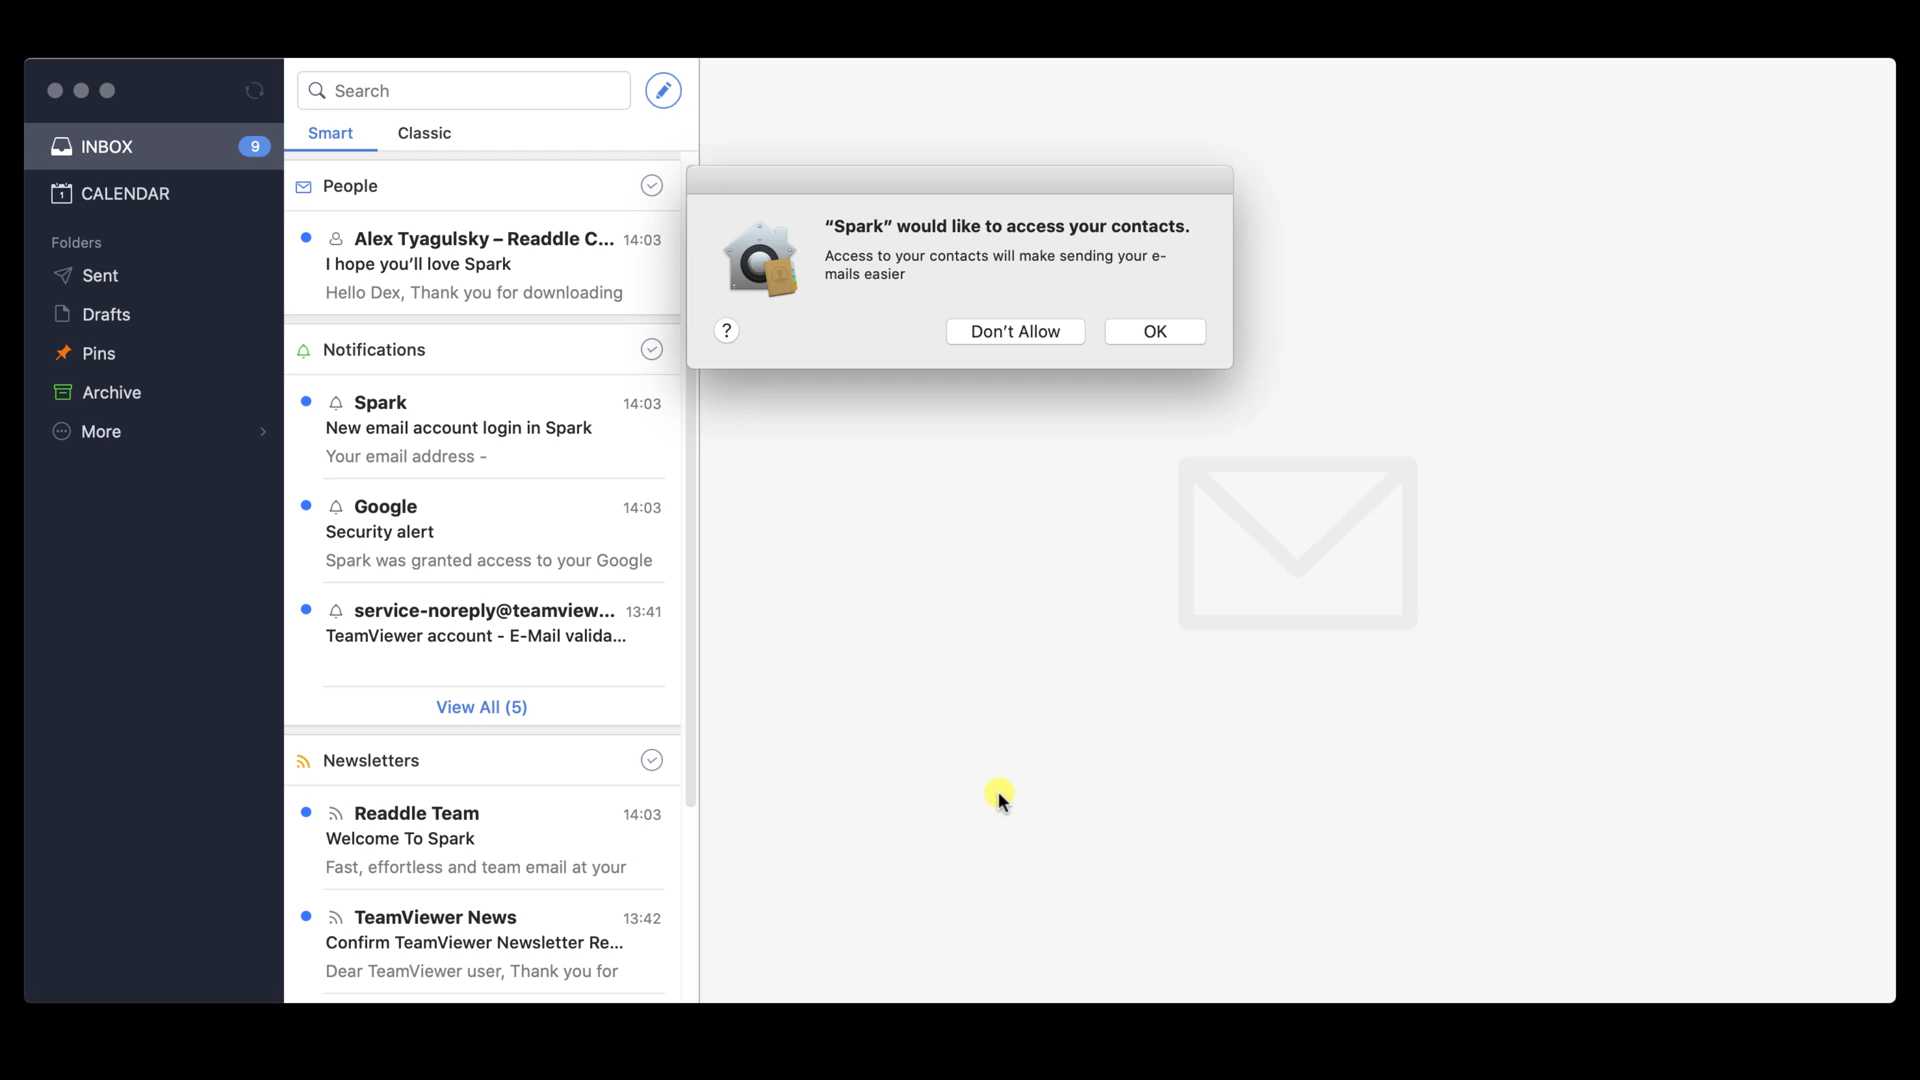 INBOX
9
1
CALENDAR
Folders
Sent
Drafts
Pins
Archive
More
Search
Smart
Classic
People
Alex Tyagulsky – Readdle C... 14:03
I hope you’ll love Spark
Hello Dex, Thank you for downloading
Notifications
Spark 14:03
New email account login in Spark
Your email address -
Google 14:03
Security alert
Spark was granted access to your Google
service-noreply@teamview... 13:41
TeamViewer account - E-Mail valida...
View All (5)
Newsletters
Readdle Team 14:03
Welcome To Spark
Fast, effortless and team email at your
TeamViewer News 13:42
Confirm TeamViewer Newsletter Re...
Dear TeamViewer user, Thank you for
“Spark” would like to access your contacts.
Access to your contacts will make sending your e-
mails easier
?
Don’t Allow
OK